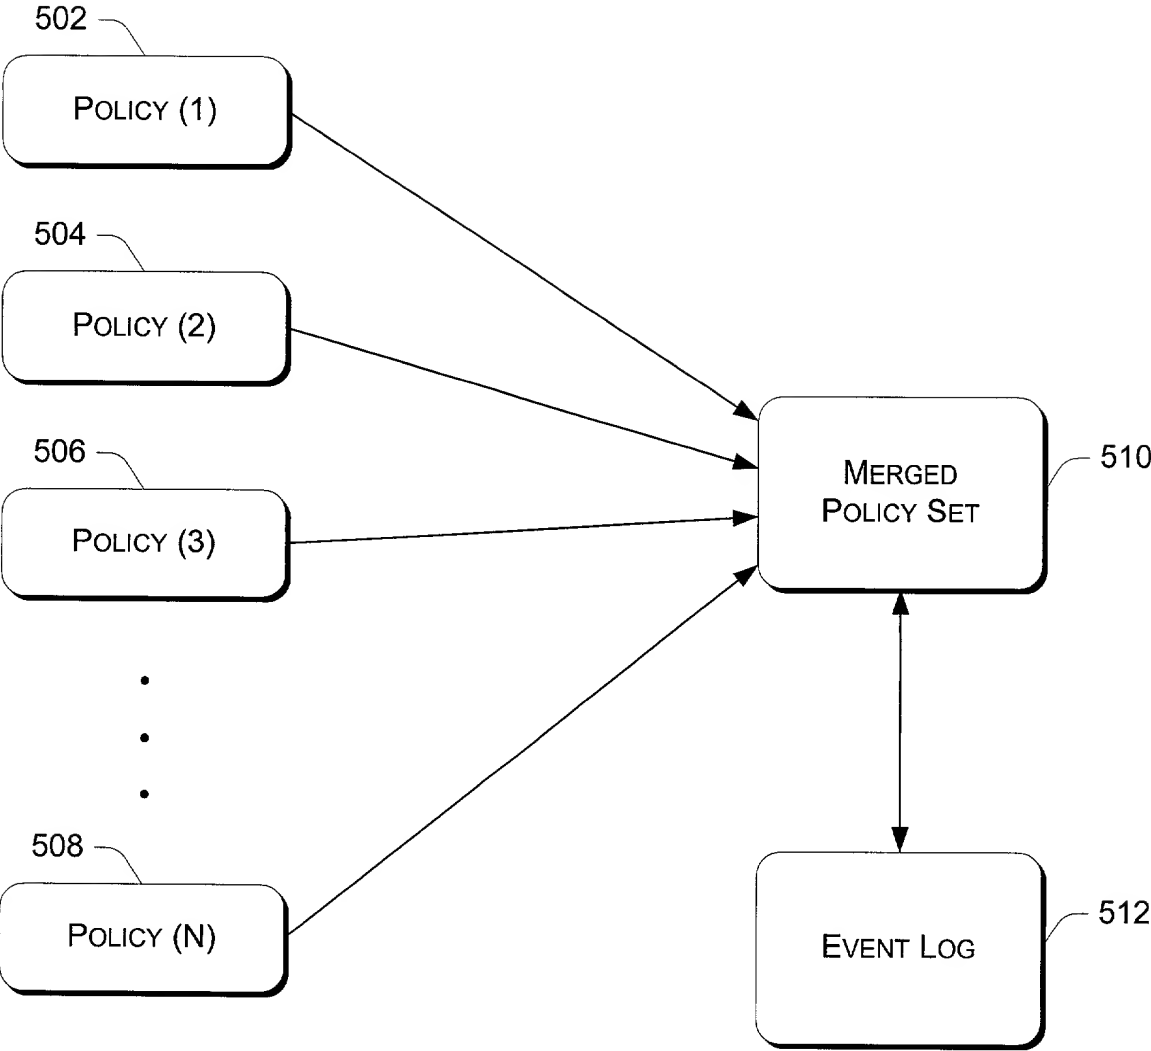 502
POLICY (1)
504
POLICY (2)
506
POLICY (3)
510
MERGED
POLICY SET
508
POLICY (N)
512
EVENT LOG